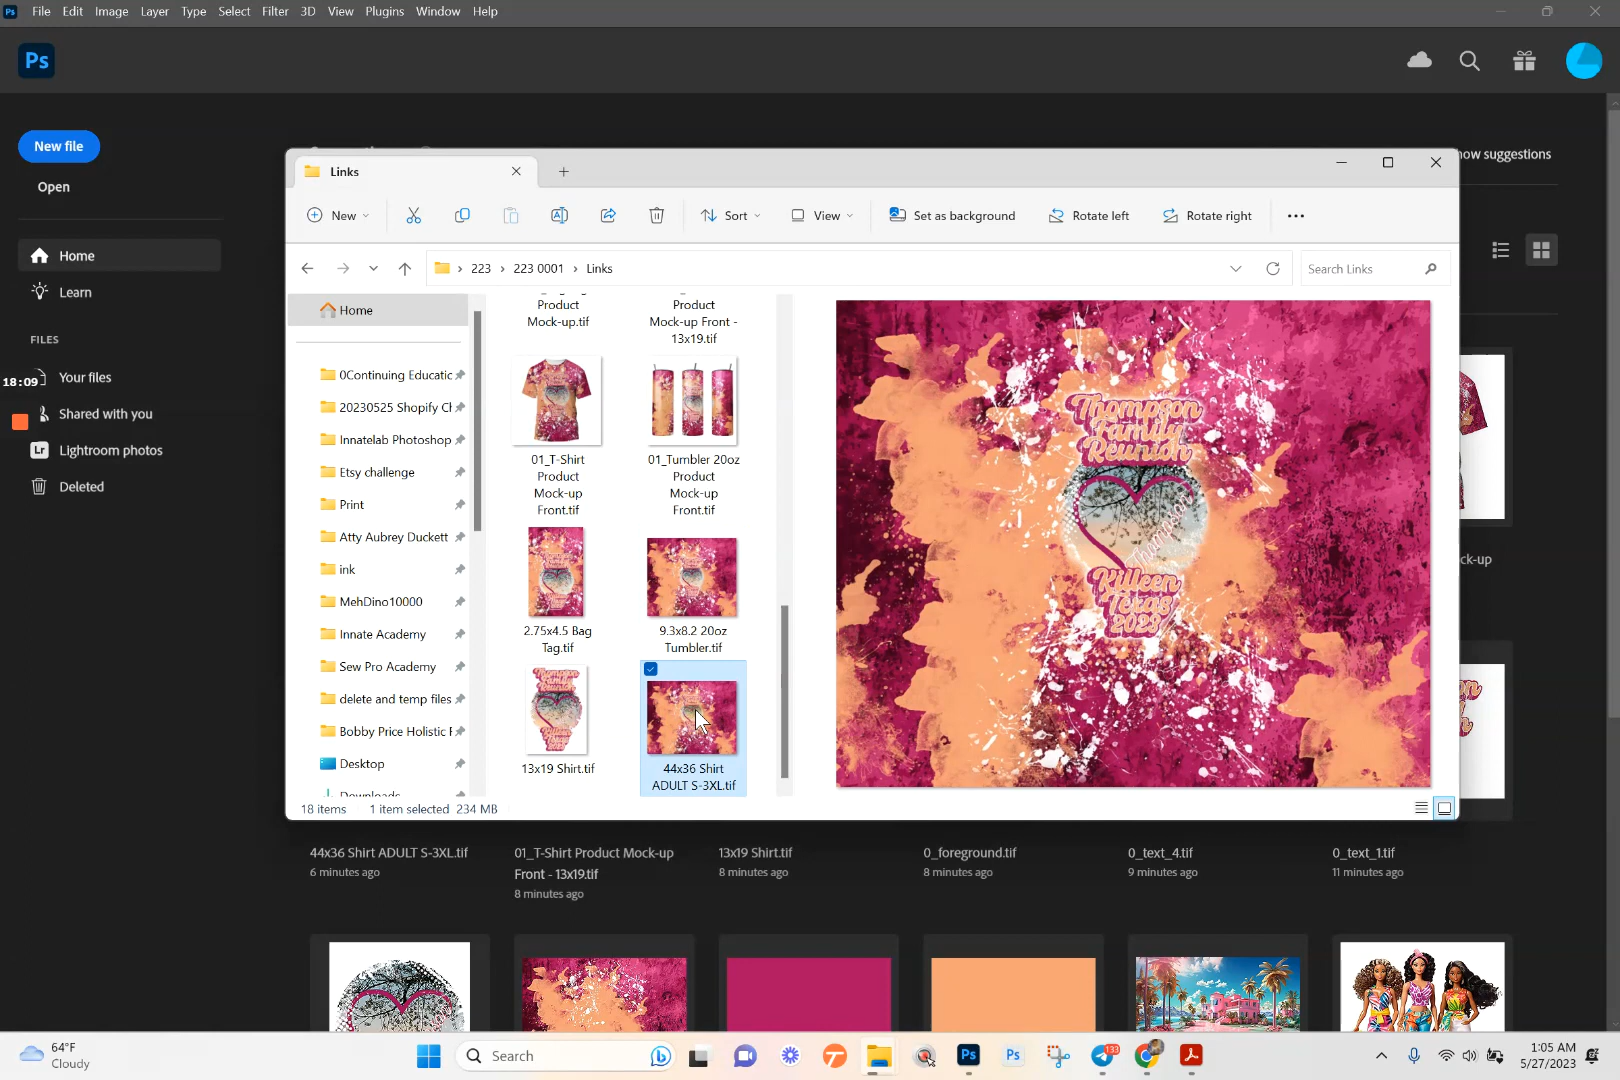 Ps
File Edit Image Layer Type Select Filter 3D View Plugins Window Help
Ps
New file
Open
Home
Learn
FILES
18:09
Your files
Shared with you
Lr Lightroom photos
Deleted
Links
New
Sort
View
Set as background
Rotate left
Rotate right
223 > 223 0001 > Links
Search Links
Home
0Continuing Educatic
20230525 Shopify Ch
Innatelab Photoshop
Etsy challenge
Print
Atty Aubrey Duckett
ink
MehDino10000
Innate Academy
Sew Pro Academy
delete and temp files
Bobby Price Holistic F
Desktop
Downloads
Product
Mock-up.tif
Product
Mock-up Front -
13x19.tif
01_T-Shirt
Product
Mock-up
Front.tif
01_Tumbler 20oz
Product
Mock-up
Front.tif
2.75x4.5 Bag
Tag.tif
9.3x8.2 20oz
Tumbler.tif
13x19 Shirt.tif
44x36 Shirt
ADULT S-3XL.tif
Thompson
Family
Reunion
Thompson
Killeen
Texas
2023
18 items 1 item selected 234 MB
how suggestions
ck-up
44x36 Shirt ADULT S-3XL.tif
6 minutes ago
01_T-Shirt Product Mock-up
Front - 13x19.tif
8 minutes ago
13x19 Shirt.tif
8 minutes ago
0_foreground.tif
8 minutes ago
0_text_4.tif
9 minutes ago
0_text_1.tif
11 minutes ago
64°F
Cloudy
Search
Ps
Ps
133
1:05 AM
5/27/2023